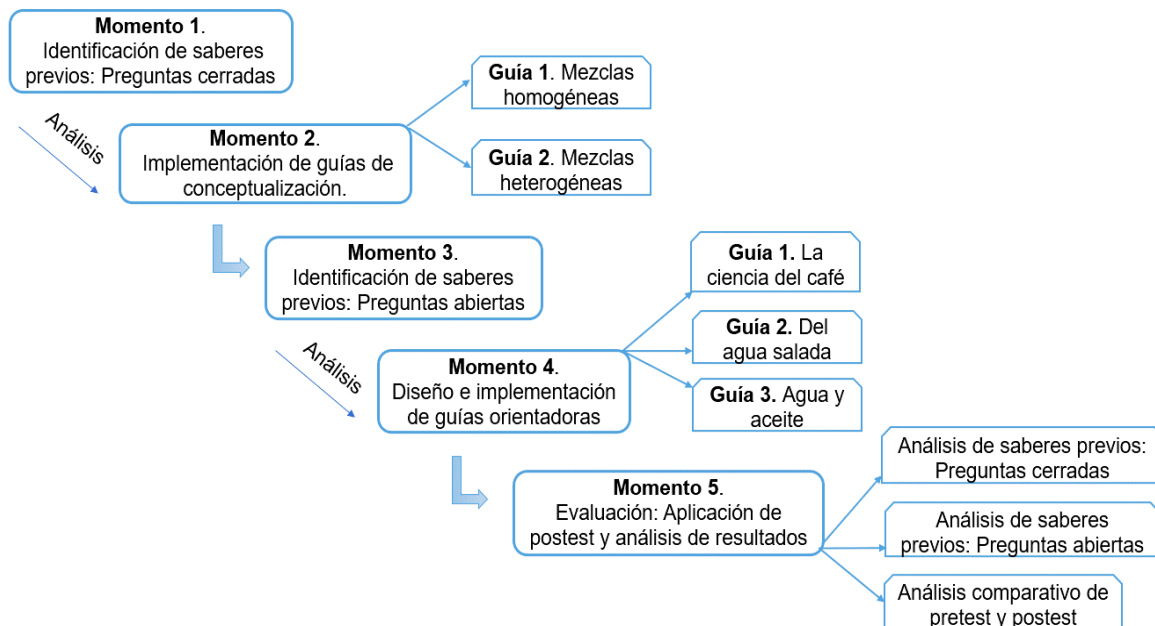 Momento 1.
Identificación de saberes
previos: Preguntas cerradas
Análisis
Momento 2.
Implementación de guías de
conceptualización.
Guía 1. Mezclas
homogéneas
Guía 2. Mezclas
heterogéneas
Momento 3.
Identificación de saberes
previos: Preguntas abiertas
Análisis
Momento 4.
Diseño e implementación
de guías orientadoras
Guía 1. La
ciencia del café
Guía 2. Del
agua salada
Guía 3. Agua y
aceite
Momento 5.
Evaluación: Aplicación de
postest y análisis de resultados
Análisis de saberes previos:
Preguntas cerradas
Análisis de saberes
previos: Preguntas abiertas
Análisis comparativo de
pretest y postest